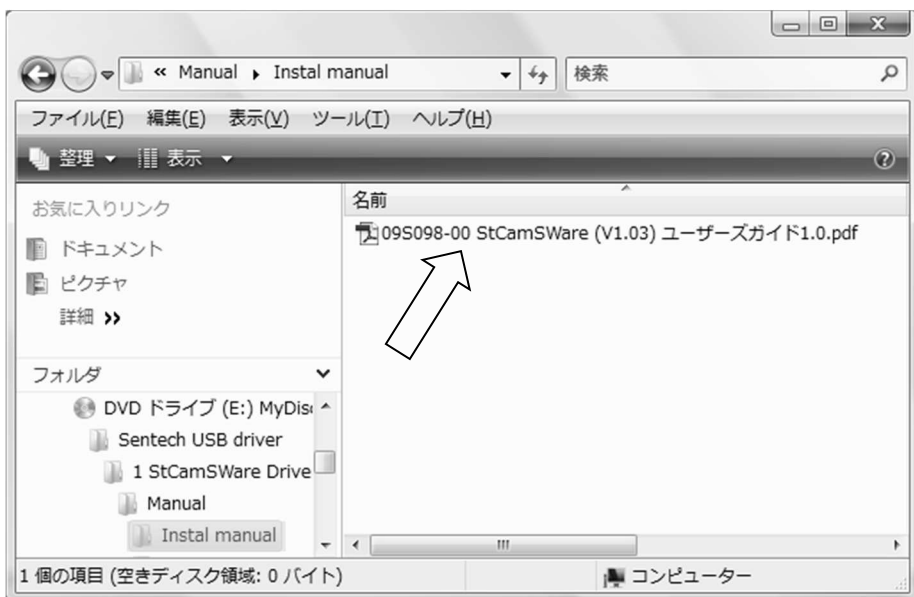 « Manual ▸ Instal manual
検索
ファイル(F) 編集(E) 表示(V) ツール(T) ヘルプ(H)
整理 ▼ 表示 ▼
お気に入りリンク
ドキュメント
ピクチャ
詳細 »
フォルダ
DVD ドライブ (E:) MyDis
Sentech USB driver
1 StCamSWare Drive
Manual
Instal manual
名前
09S098-00 StCamSWare (V1.03) ユーザーズガイド1.0.pdf
1 個の項目 (空きディスク領域: 0 バイト)
コンピューター